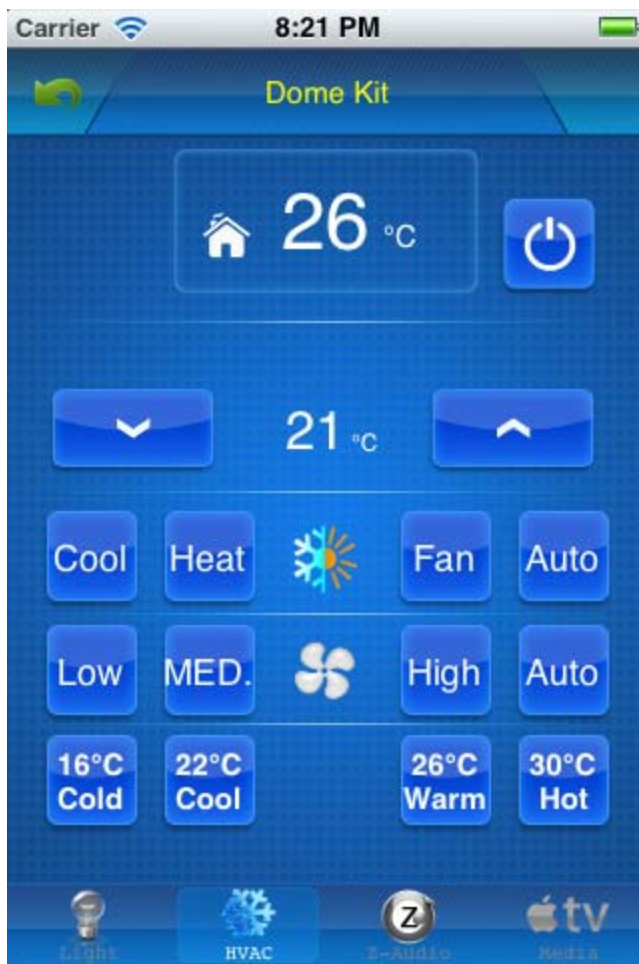 Carrier 8:21 PM
Dome Kit
26 °C
21 °C
Cool Heat Fan Auto
Low MED. High Auto
16°C 22°C 26°C 30°C
Cold Cool Warm Hot
Z tv
Light HVAC Z-Audio Media